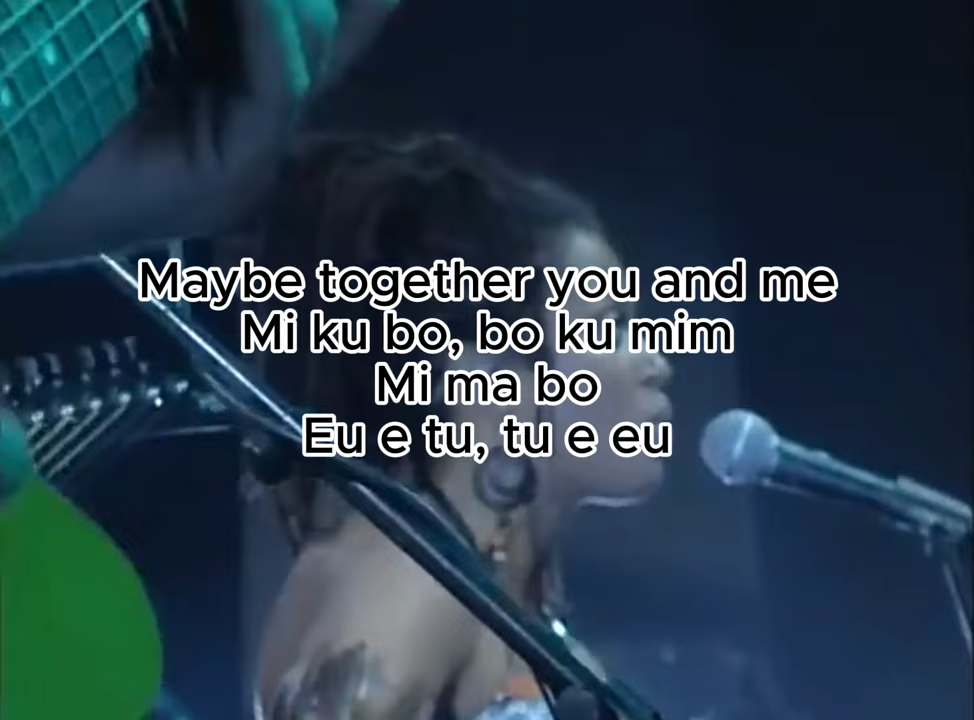 Maybe together you and me
Mi ku bo, bo ku mim
Mi ma bo
Eu e tu, tu e eu